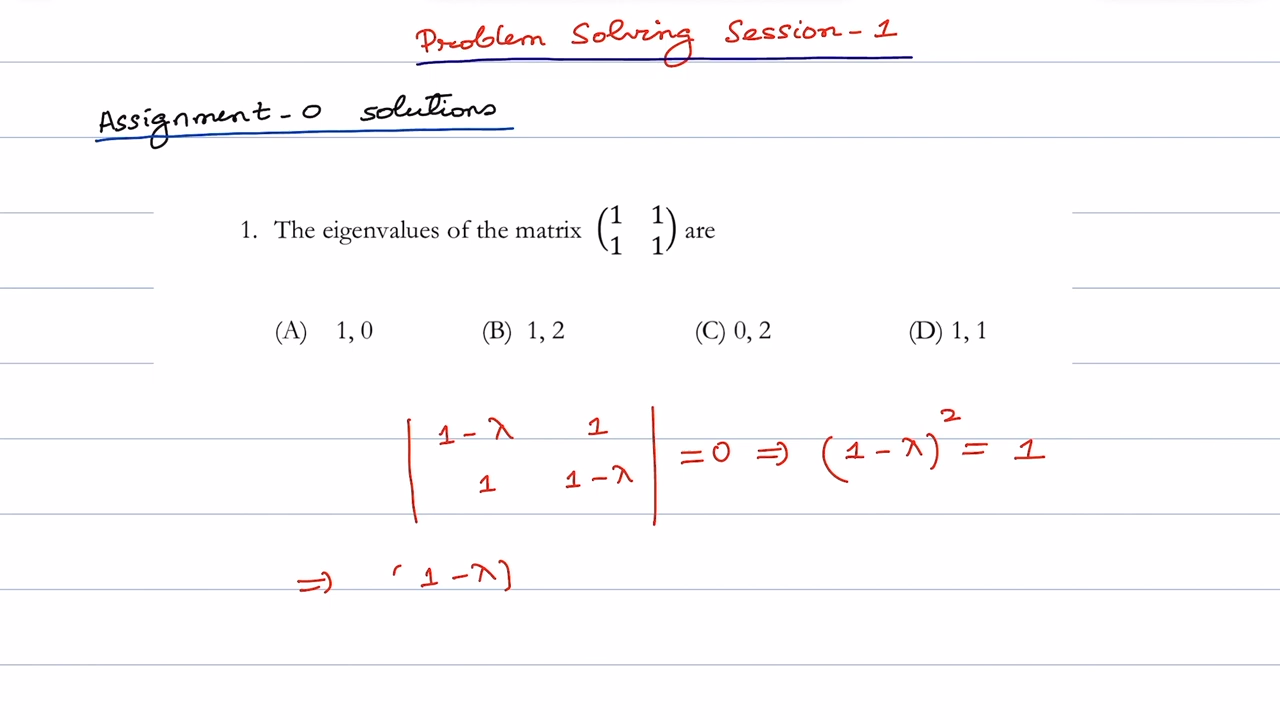 Problem Solving Session - 1
Assignment - 0 solutions
1. The eigenvalues of the matrix (1 1
1 1) are
(A) 1, 0 (B) 1, 2 (C) 0, 2 (D) 1, 1
| 1-λ 1
1 1-λ | = 0 ⇒ (1-λ)² = 1
⇒ (1-λ)